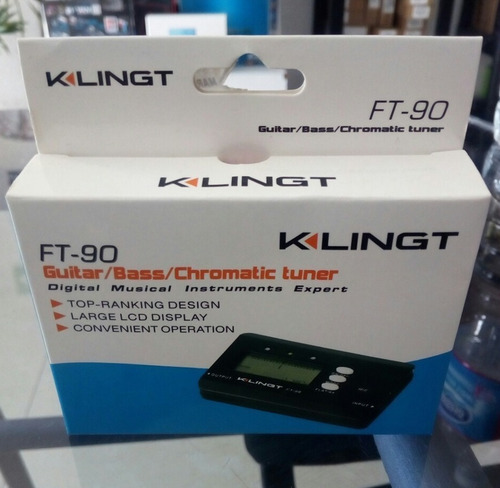 KLINGT
FT-90
Guitar/Bass/Chromatic tuner
KLINGT
KLINGT
FT-90
Guitar/Bass/Chromatic tuner
Digital Musical Instruments Expert
TOP-RANKING DESIGN
LARGE LCD DISPLAY
CONVENIENT OPERATION
KLINGT